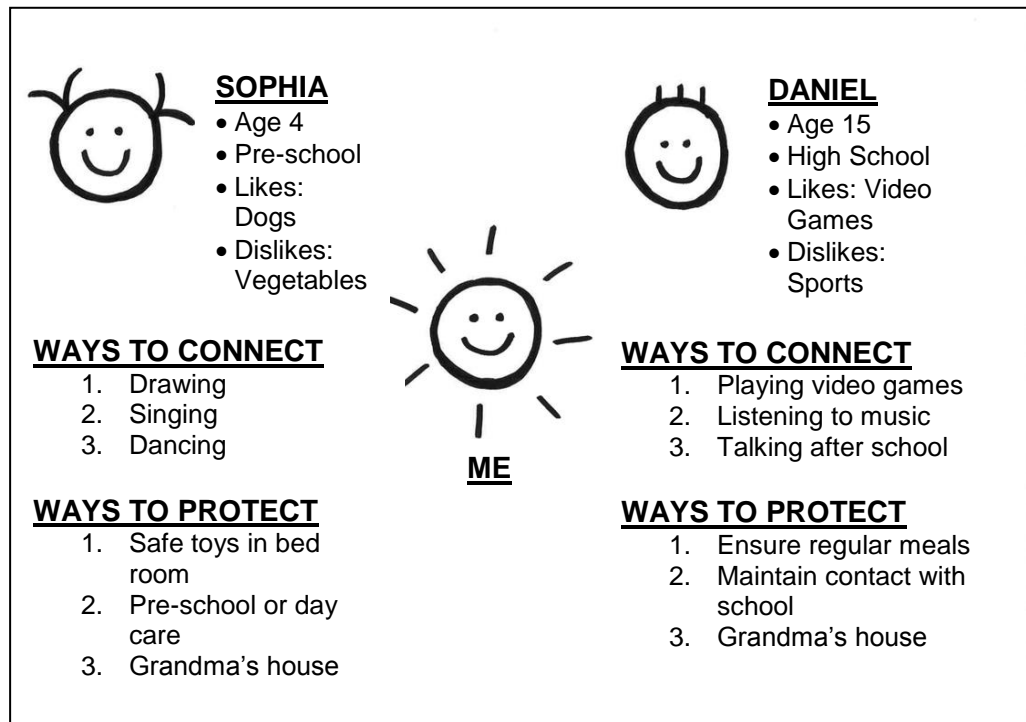 SOPHIA
• Age 4
• Pre-school
• Likes:
Dogs
• Dislikes:
Vegetables
WAYS TO CONNECT
1. Drawing
2. Singing
3. Dancing
WAYS TO PROTECT
1. Safe toys in bed
room
2. Pre-school or day
care
3. Grandma’s house
ME
DANIEL
• Age 15
• High School
• Likes: Video
Games
• Dislikes:
Sports
WAYS TO CONNECT
1. Playing video games
2. Listening to music
3. Talking after school
WAYS TO PROTECT
1. Ensure regular meals
2. Maintain contact with
school
3. Grandma’s house